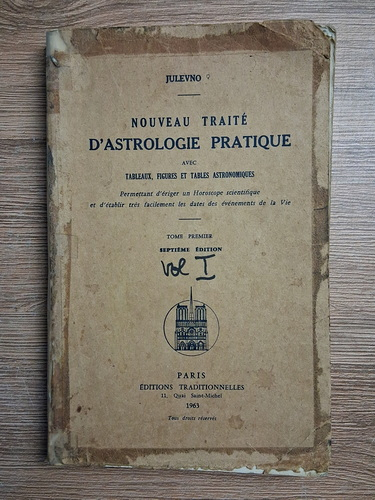 JULEVNO
NOUVEAU TRAITÉ
D'ASTROLOGIE PRATIQUE
AVEC
TABLEAUX, FIGURES ET TABLES ASTRONOMIQUES
Permettant d'ériger un Horoscope scientifique
et d'établir très facilement les dates des événements de la Vie
TOME PREMIER
SEPTIÈME ÉDITION
Vol I
PARIS
ÉDITIONS TRADITIONNELLES
11, Quai Saint-Michel
1963
Tous droits réservés